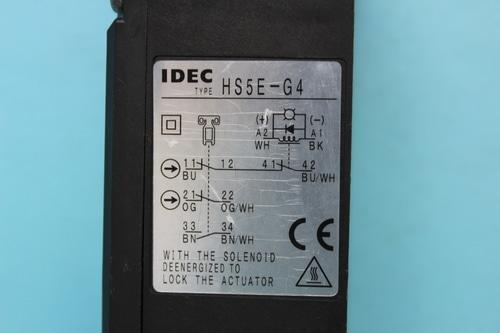 IDEC
TYPE HS5E-G4
(+) (-)
A2 A1
WH BK
11 12 41 42
BU BU/WH
21 22
OG OG/WH
33 34
BN BN/WH
CE
WITH THE SOLENOID
DEENERGIZED TO
LOCK THE ACTUATOR